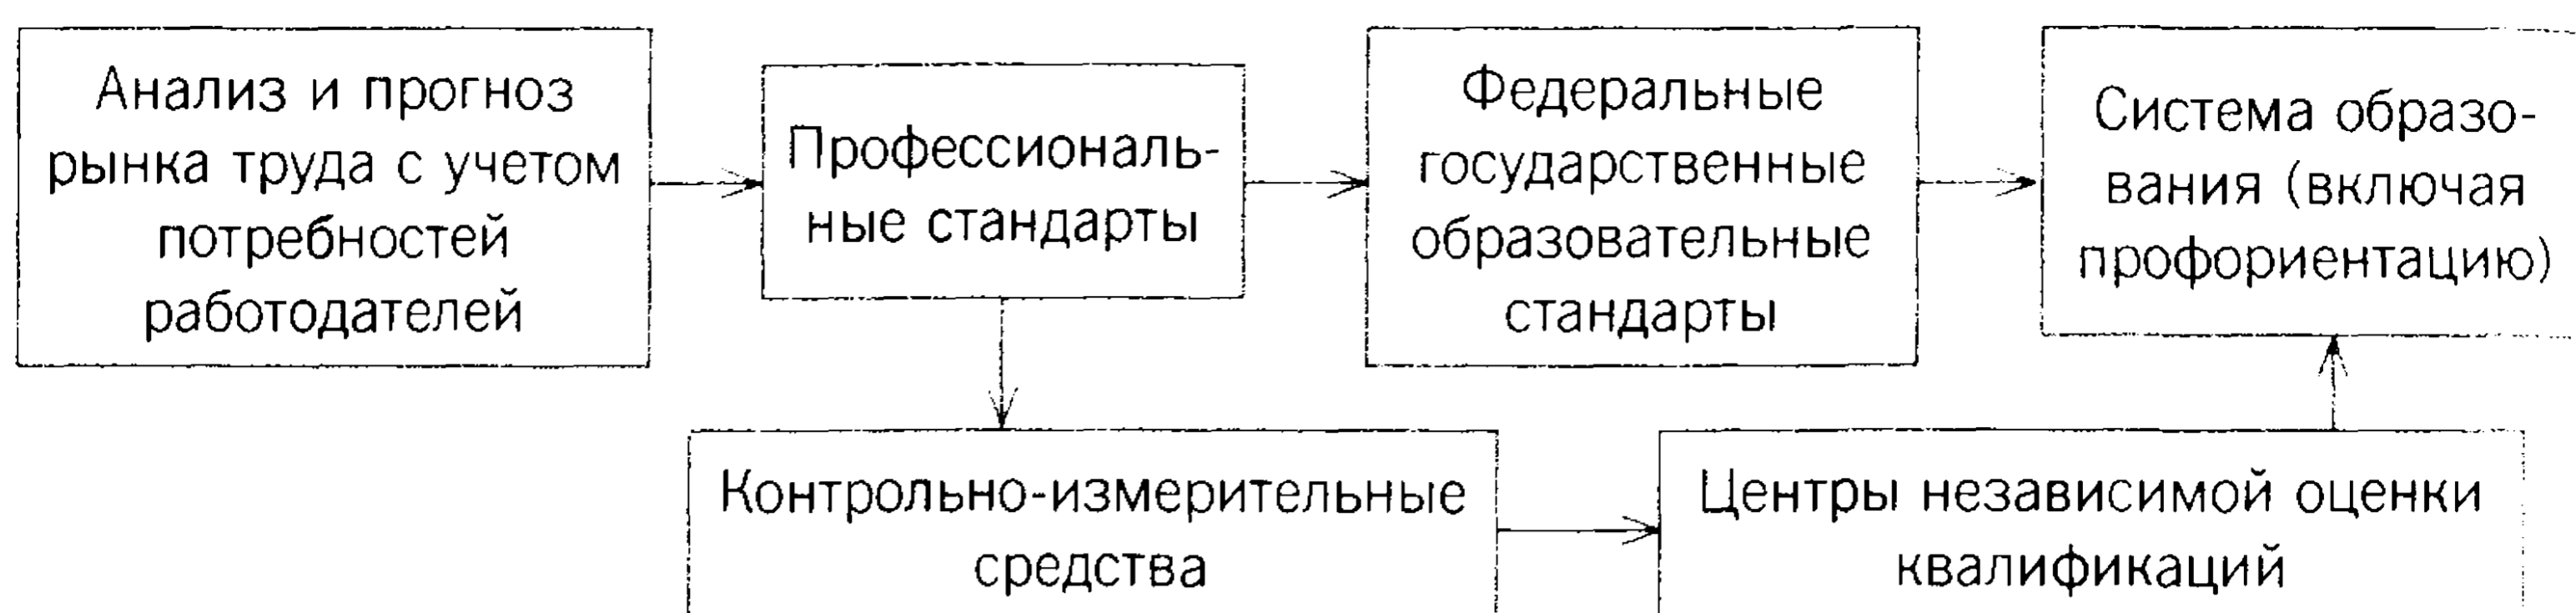 Анализ и прогноз
рынка труда с учетом
потребностей
работодателей
Профессиональ-
ные стандарты
Федеральные
государственные
образовательные
стандарты
Система образо-
вания (включая
профориентацию)
Контрольно-измерительные
средства
Центры независимой оценки
квалификаций